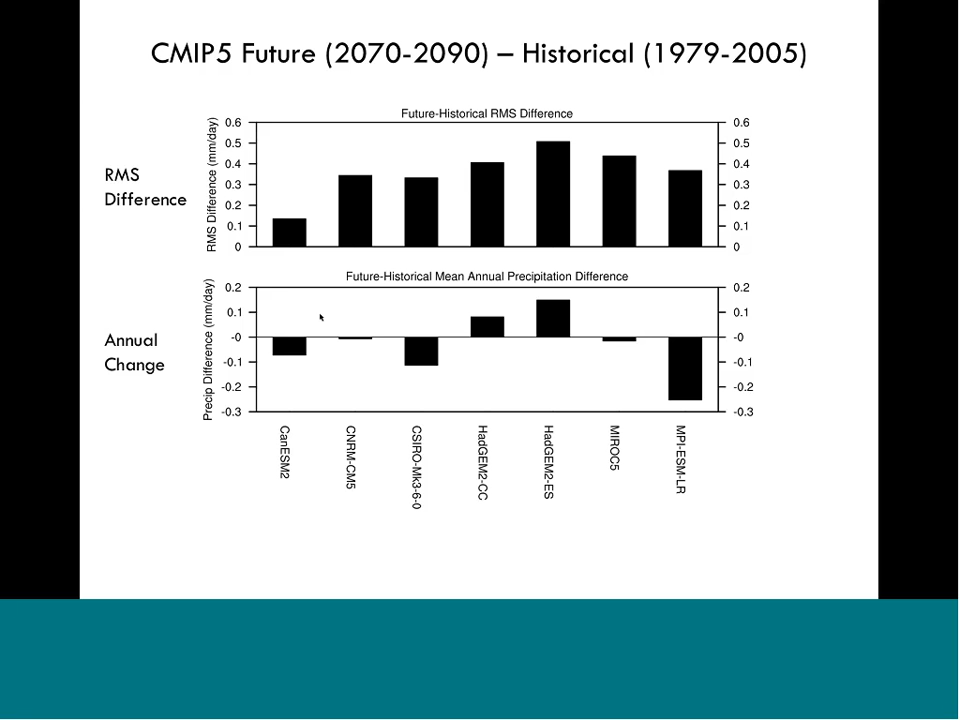 CMIP5 Future (2070-2090) – Historical (1979-2005)
Future-Historical RMS Difference
RMS
Difference
RMS Difference (mm/day)
0.6 0.6
0.5 0.5
0.4 0.4
0.3 0.3
0.2 0.2
0.1 0.1
0 0
Future-Historical Mean Annual Precipitation Difference
Annual
Change
Precip Difference (mm/day)
0.2 0.2
0.1 0.1
-0 -0
-0.1 -0.1
-0.2 -0.2
-0.3 -0.3
CanESM2
CNRM-CM5
CSIRO-Mk3-6-0
HadGEM2-CC
HadGEM2-ES
MIROC5
MPI-ESM-LR